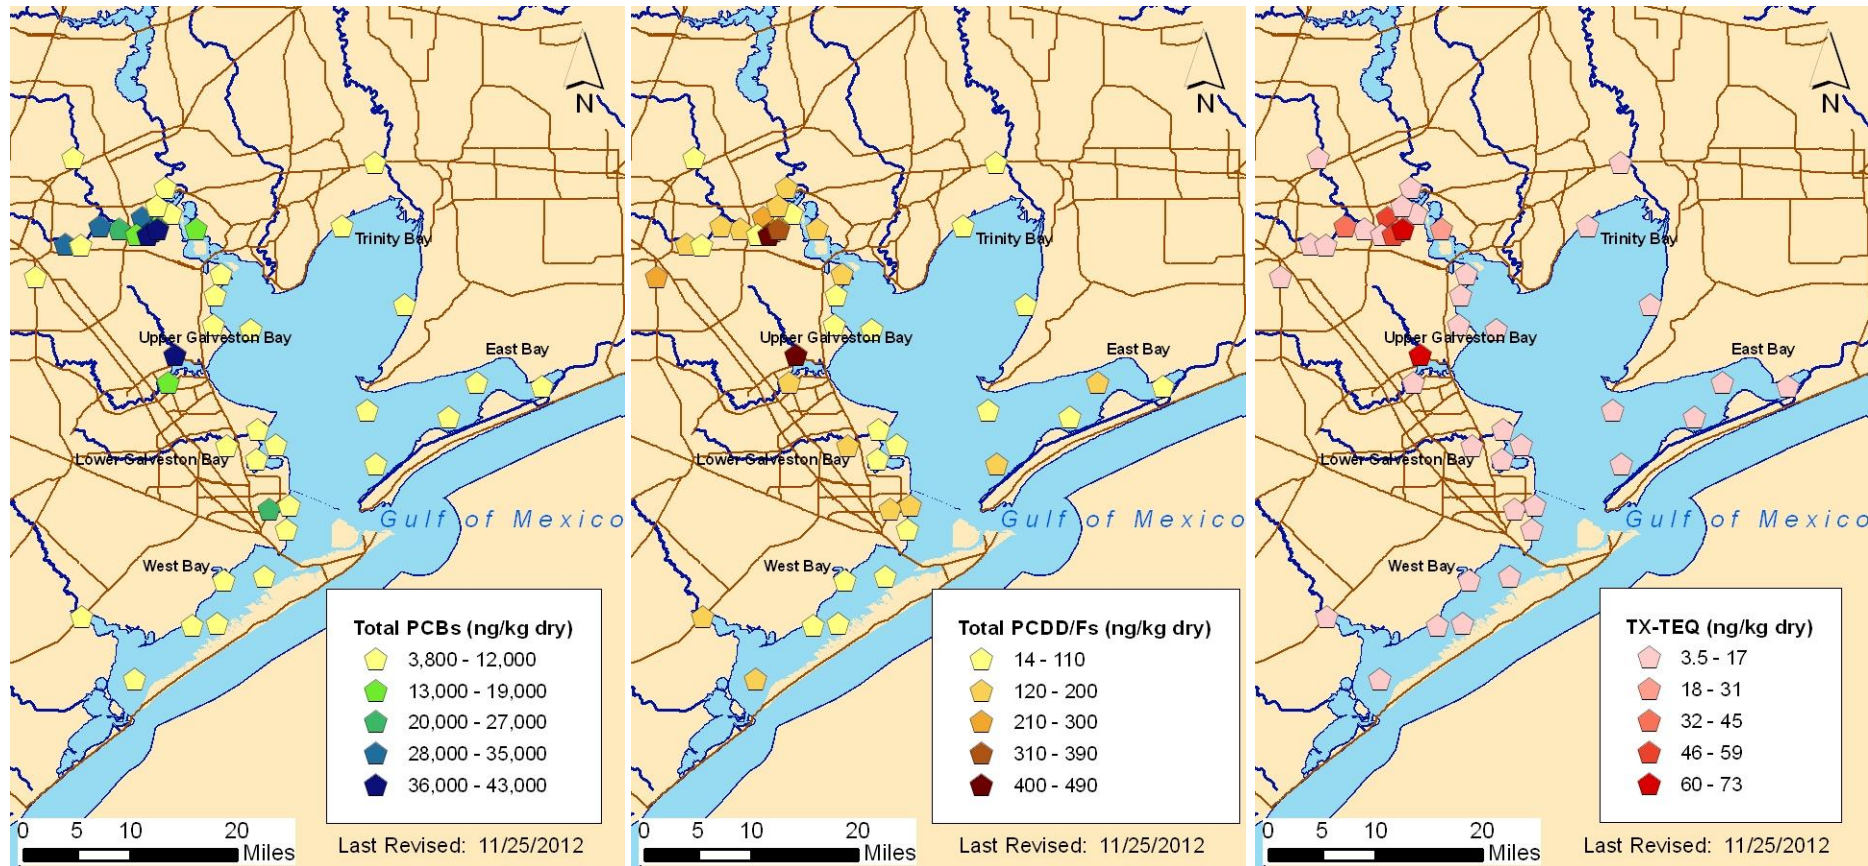 N
Trinity Bay
Upper Galveston Bay
East Bay
Lower Galveston Bay
Gulf of Mexico
West Bay
Total PCBs (ng/kg dry)
3,800 - 12,000
13,000 - 19,000
20,000 - 27,000
28,000 - 35,000
36,000 - 43,000
0 5 10 20
Miles
Last Revised: 11/25/2012
N
Trinity Bay
Upper Galveston Bay
East Bay
Lower Galveston Bay
Gulf of Mexico
West Bay
Total PCDD/Fs (ng/kg dry)
14 - 110
120 - 200
210 - 300
310 - 390
400 - 490
0 5 10 20
Miles
Last Revised: 11/25/2012
N
Trinity Bay
Upper Galveston Bay
East Bay
Lower Galveston Bay
Gulf of Mexico
West Bay
TX-TEQ (ng/kg dry)
3.5 - 17
18 - 31
32 - 45
46 - 59
60 - 73
0 5 10 20
Miles
Last Revised: 11/25/2012